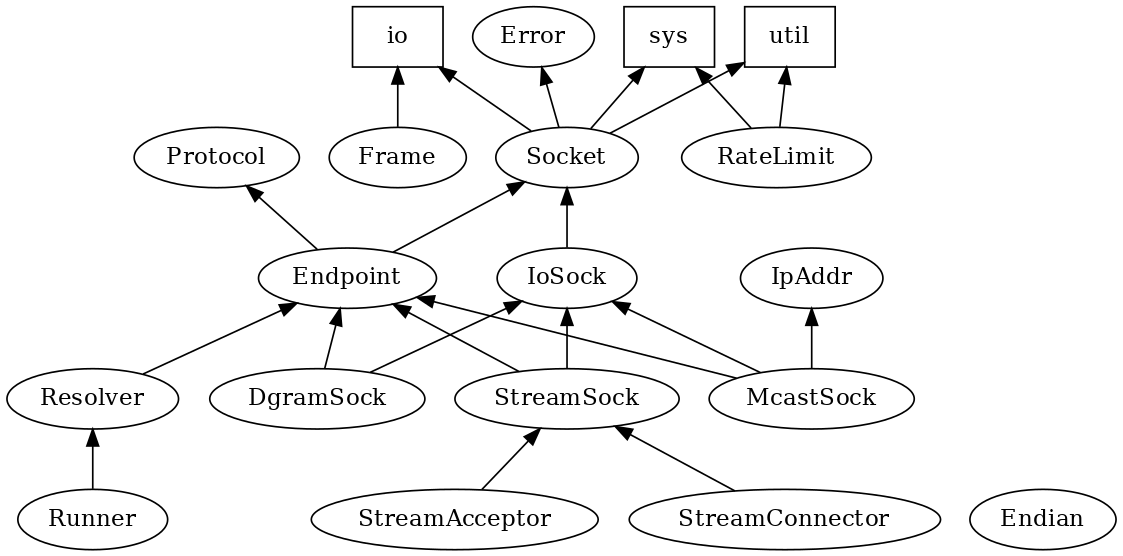 io
Error
sys
util
Protocol
Frame
Socket
RateLimit
Endpoint
IoSock
IpAddr
Resolver
DgramSock
StreamSock
McastSock
Runner
StreamAcceptor
StreamConnector
Endian